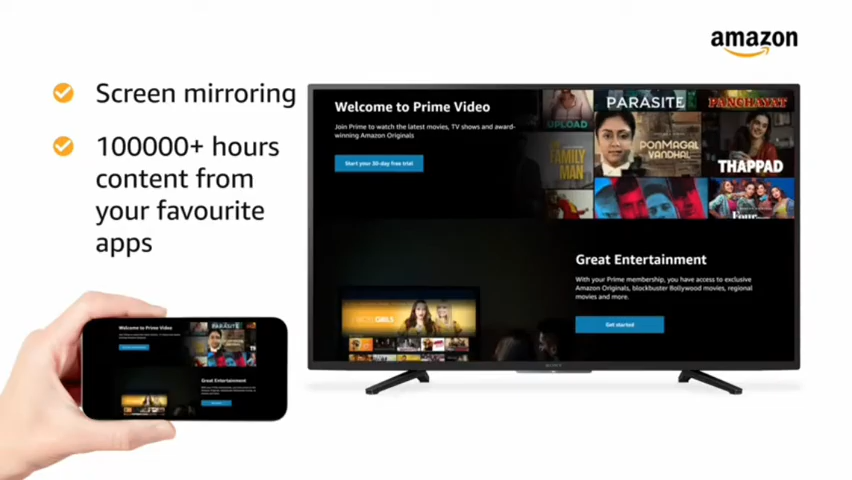 amazon
Screen mirroring
100000+ hours
content from
your favourite
apps
Welcome to Prime Video
Join Prime to watch the latest movies, TV shows and award-
winning Amazon Originals
Start your 30-day free trial
UPLOAD
PARASITE
PANCHAYAT
FAMILY
MAN
PONMAGAL
VANDHAL
THAPPAD
Four
Great Entertainment
With your Prime membership, you have access to exclusive
Amazon Originals, blockbuster Bollywood movies, regional
movies and more.
Get started
SONY
Welcome to Prime Video
PARASITE
Great Entertainment